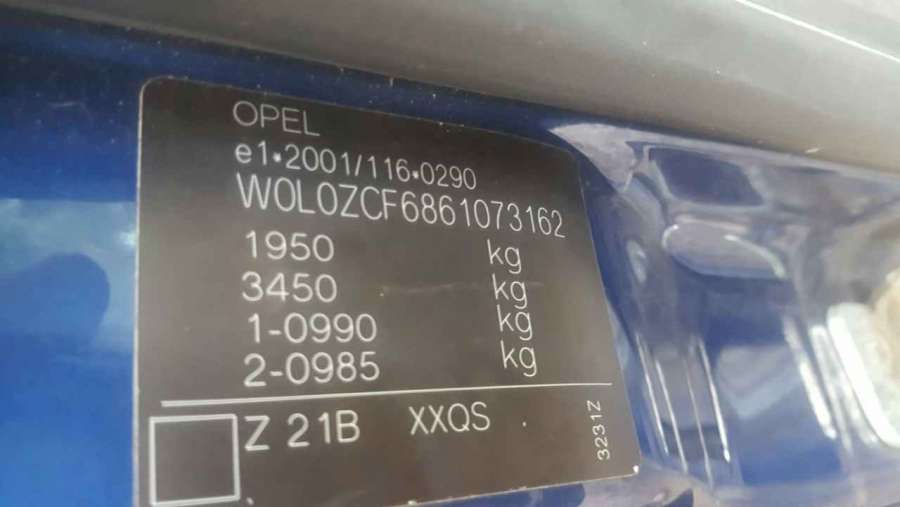 OPEL
e1*2001/116*0290
W0L0ZCF6861073162
1950 kg
3450 kg
1-0990 kg
2-0985 kg
Z 21B XXQS
3231Z